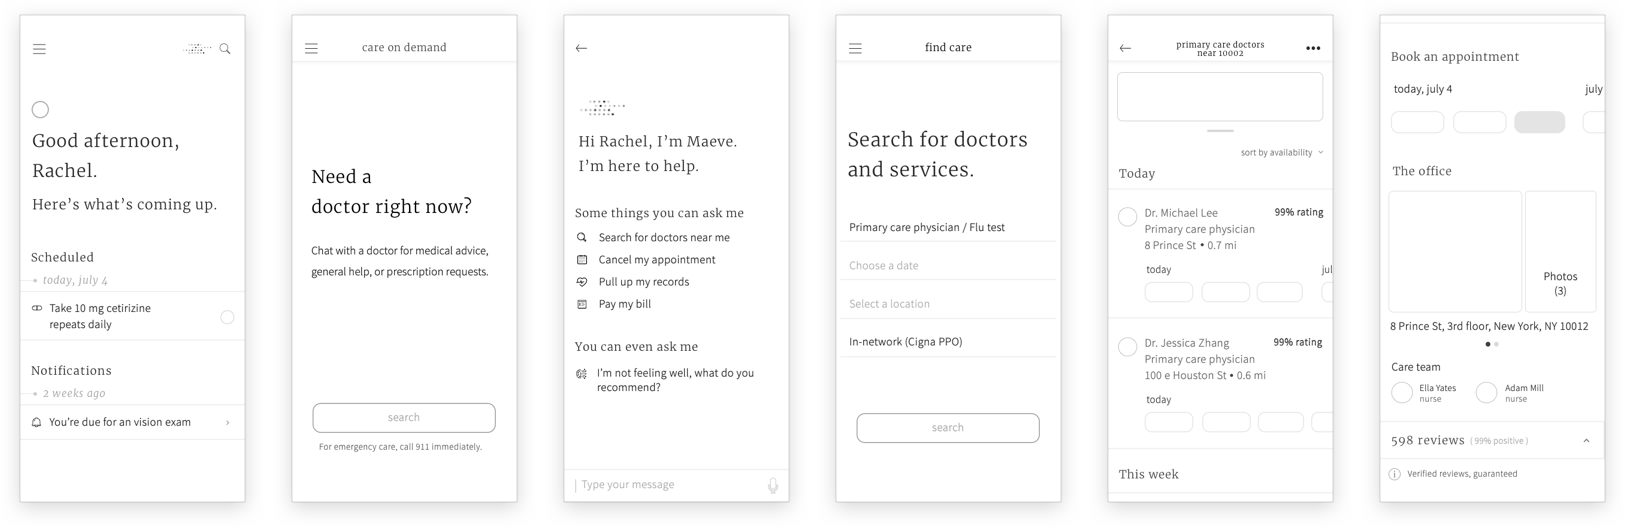 Good afternoon,
Rachel.
Here's what's coming up.
Scheduled
today, july 4
Take 10 mg cetirizine
repeats daily
Notifications
2 weeks ago
You're due for an vision exam
care on demand
Need a
doctor right now?
Chat with a doctor for medical advice,
general help, or prescription requests.
search
For emergency care, call 911 immediately.
Hi Rachel, I'm Maeve.
I'm here to help.
Some things you can ask me
Search for doctors near me
Cancel my appointment
Pull up my records
Pay my bill
You can even ask me
I'm not feeling well, what do you
recommend?
Type your message
find care
Search for doctors
and services.
Primary care physician / Flu test
Choose a date
Select a location
In-network (Cigna PPO)
search
primary care doctors
near 10002
sort by availability
Today
Dr. Michael Lee 99% rating
Primary care physician
8 Prince St • 0.7 mi
today jul
Dr. Jessica Zhang 99% rating
Primary care physician
100 e Houston St • 0.6 mi
today
This week
Book an appointment
today, july 4 july
The office
Photos
(3)
8 Prince St, 3rd floor, New York, NY 10012
Care team
Ella Yates
nurse
Adam Mill
nurse
598 reviews ( 99% positive )
Verified reviews, guaranteed